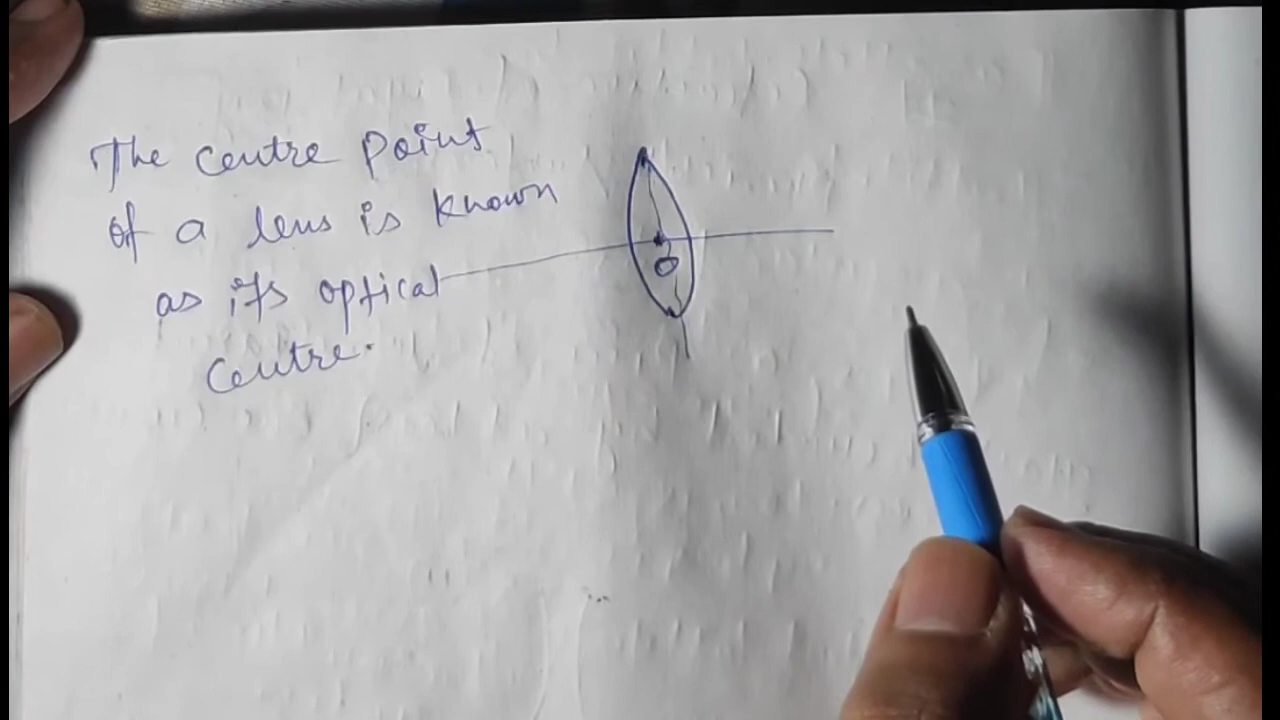 The centre point
of a lens is known
as its optical
centre.
O